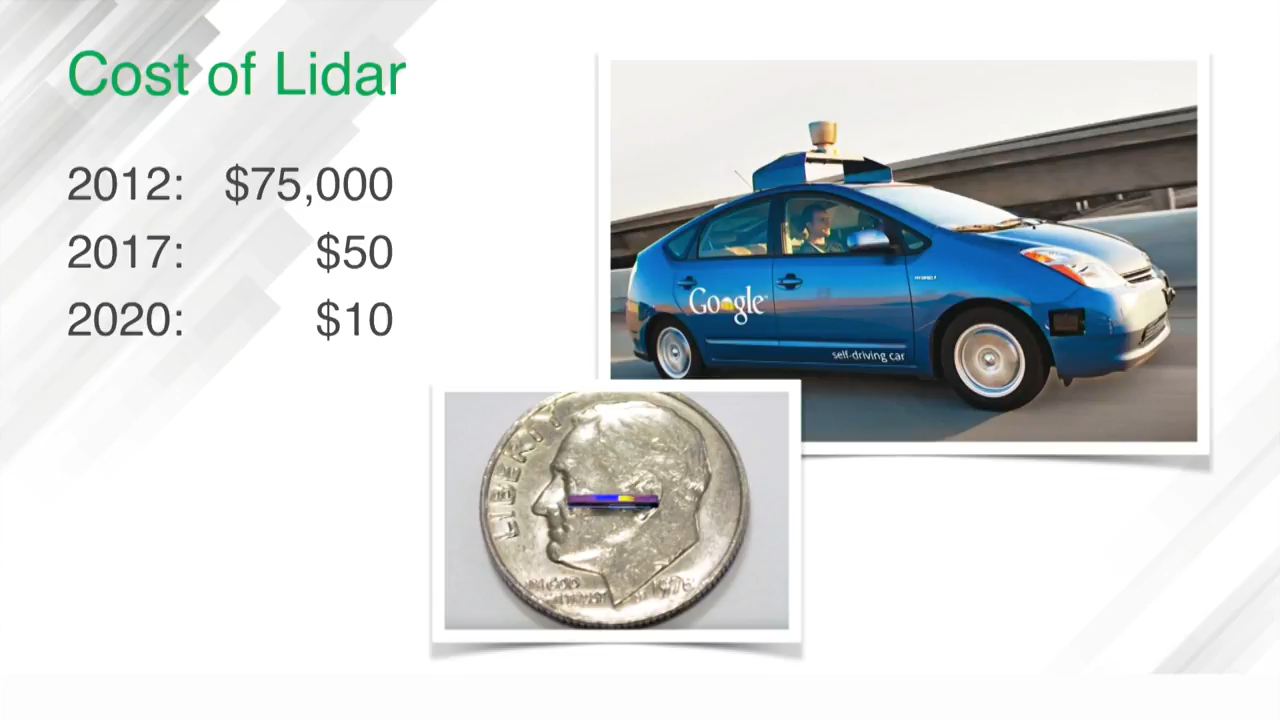 Cost of Lidar
2012: $75,000
2017: $50
2020: $10
Google
self-driving car
LIBERTY